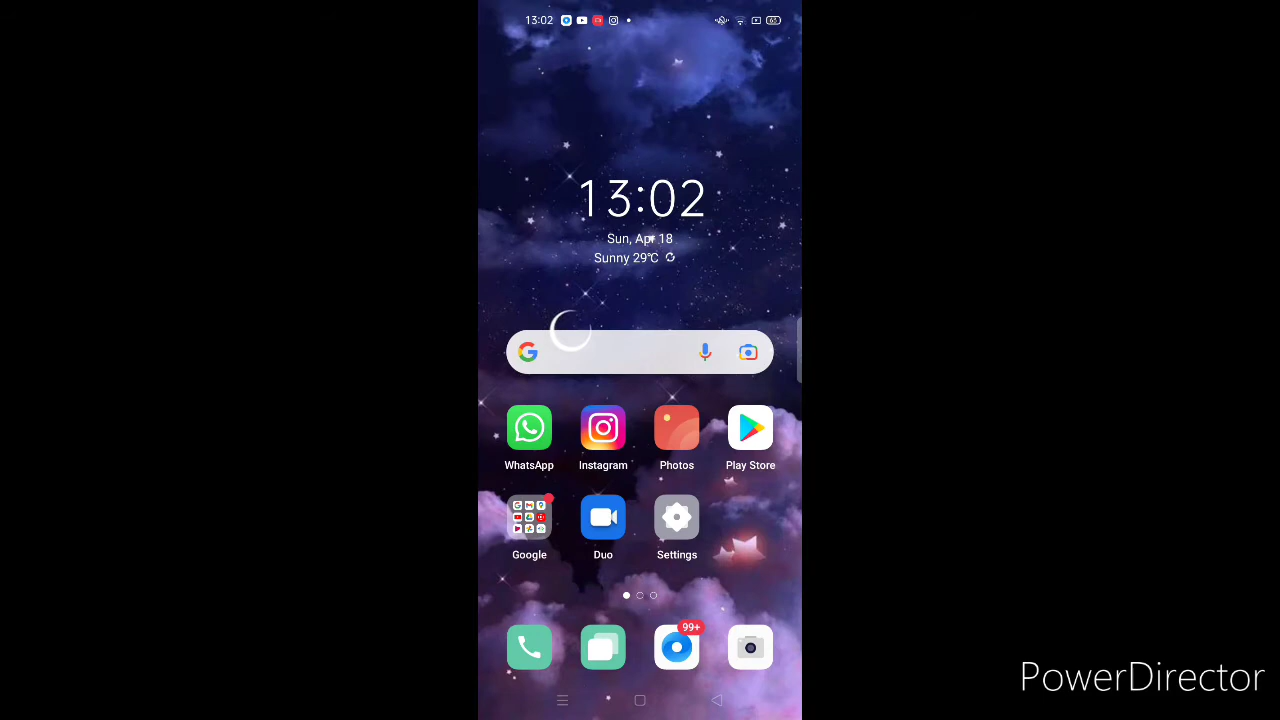 13:02
65
13:02
Sun, Apr 18
Sunny 29°C
WhatsApp Instagram Photos Play Store
Google Duo Settings
99+
PowerDirector